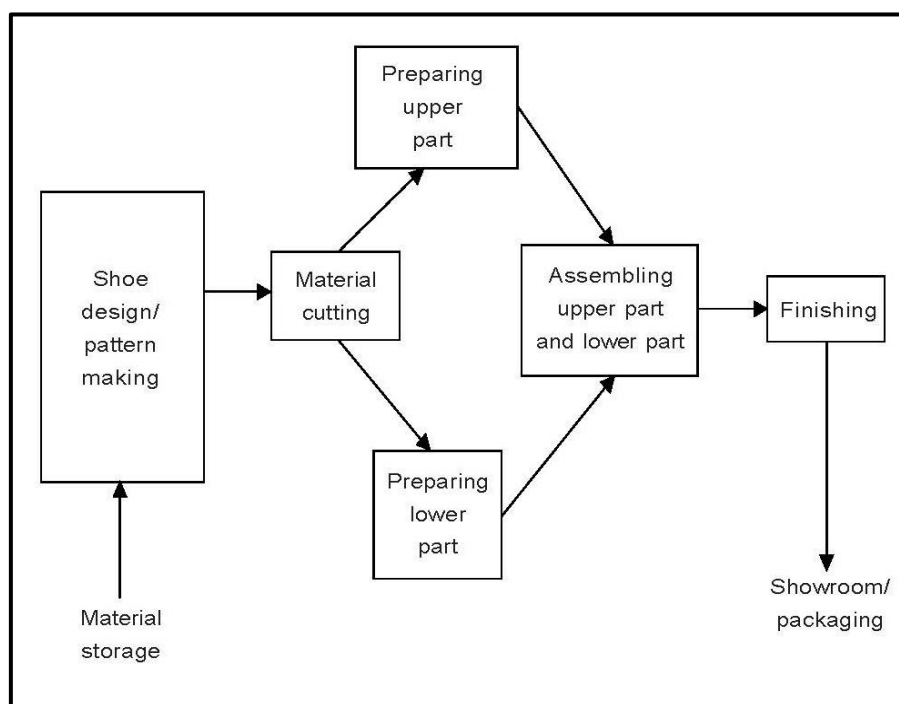 Material
storage
Shoe
design/
pattern
making
Material
cutting
Preparing
upper
part
Preparing
lower
part
Assembling
upper part
and lower part
Finishing
Showroom/
packaging